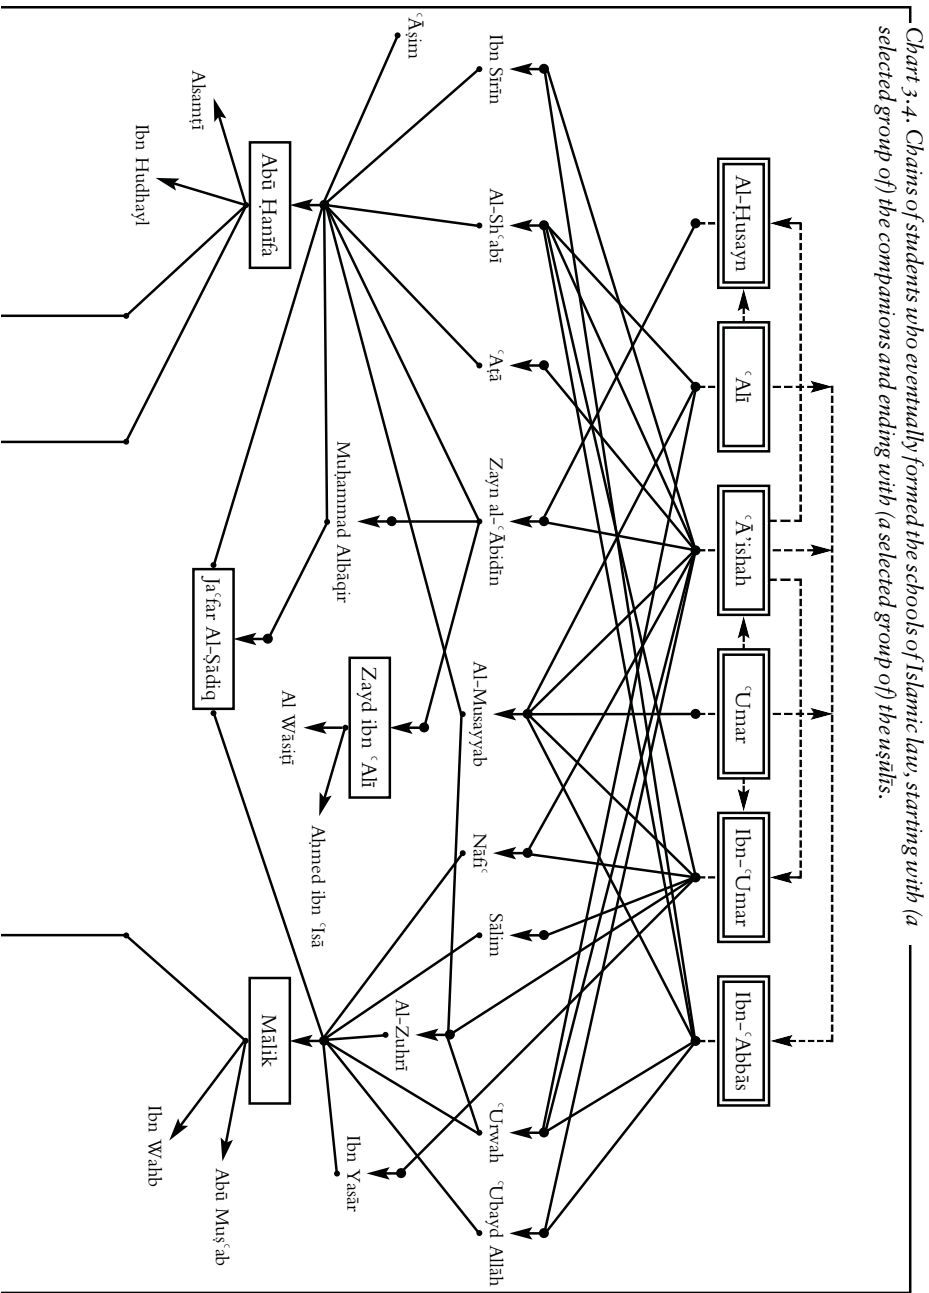 Chart 3.4. Chains of students who eventually formed the schools of Islamic law, starting with (a
selected group of) the companions and ending with (a selected group of) the uṣūlīs.
Al-Ḥusayn
ʿAlī
ʿĀ’ishah
ʿUmar
Ibn-ʿUmar
Ibn-ʿAbbās
Ibn Sīrīn
Al-Shʿabī
ʿAṭā
Zayn al-ʿĀbidīn
Al-Musayyab
Nāfiʿ
Sālim
ʿUrwah
ʿUbayd Allāh
ʿĀṣim
Al-Zuhrī
Muḥammad Albāqir
Zayd ibn ʿAlī
Ibn Yasār
Aḥmed ibn ʿĪsā
Abū Ḥanīfa
Al Wāsiṭī
Mālik
Jaʿfar Al-Ṣādiq
Aksamṭī
Abū Muṣʿab
Ibn Hudhayl
Ibn Wahb